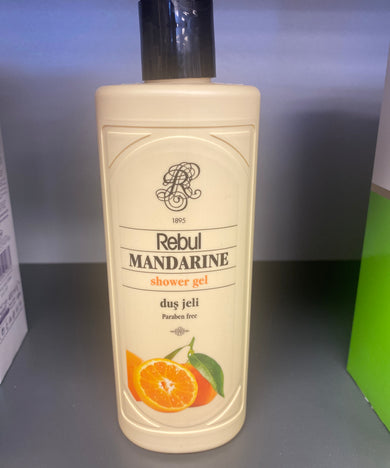 R
1895
Rebul
MANDARINE
shower gel
duş jeli
Paraben free